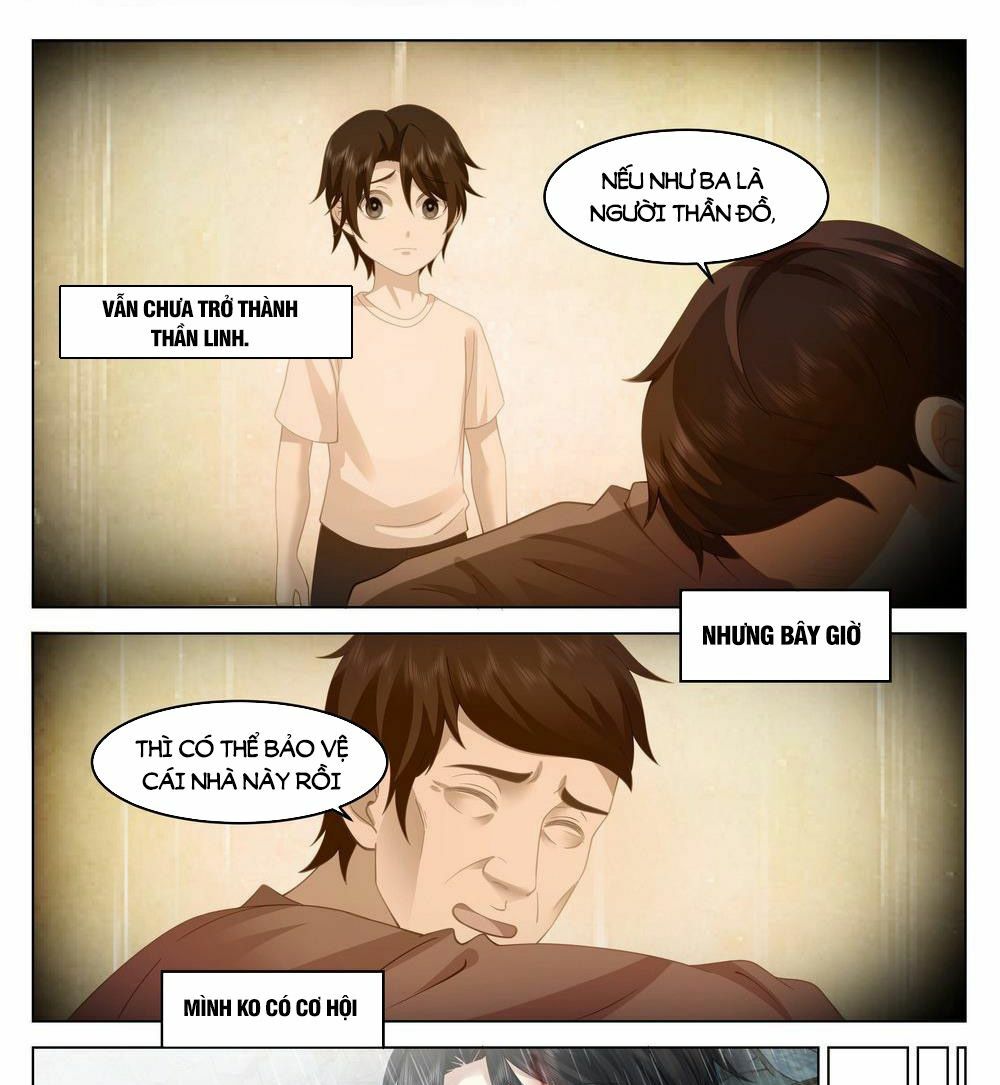 NẾU NHƯ BA LÀ
NGƯỜI THẦN ĐỒ,
VẪN CHƯA TRỞ THÀNH
THẦN LINH.
NHƯNG BÂY GIỜ
THÌ CÓ THỂ BẢO VỆ
CÁI NHÀ NÀY RỒI
MÌNH KO CÓ CƠ HỘI